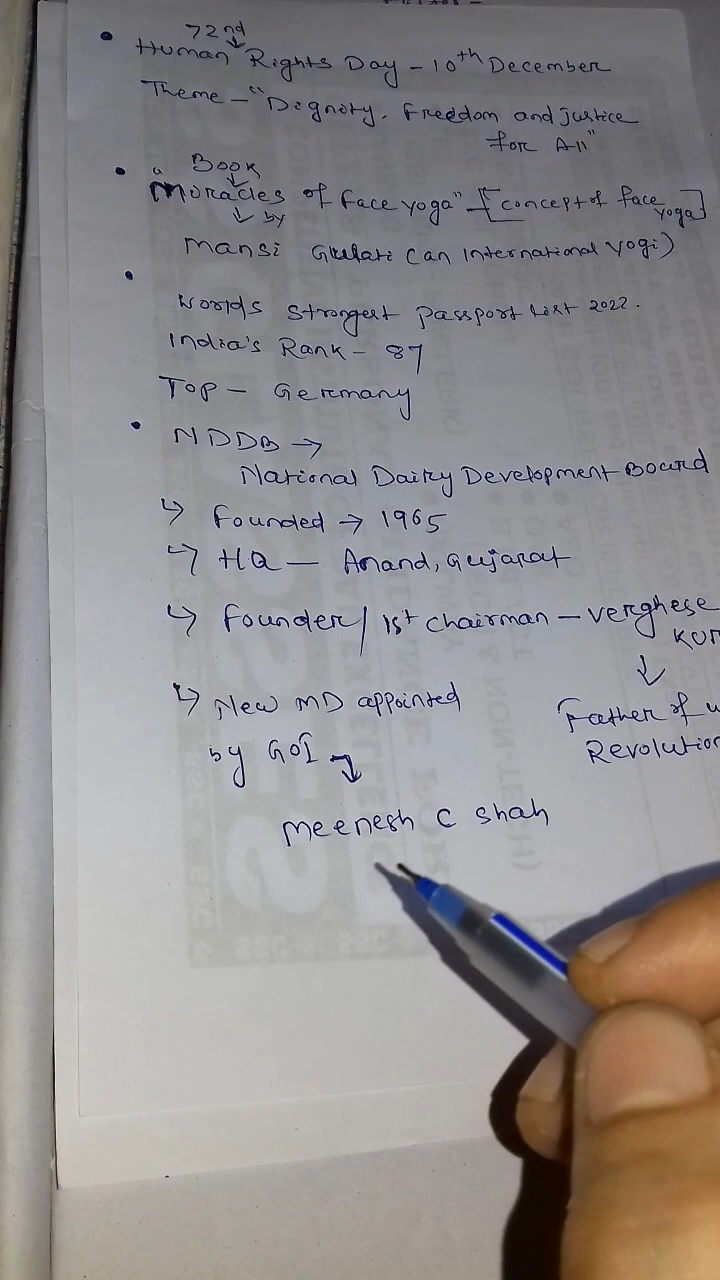 72nd
• Human Rights Day - 10th December
Theme - "Dignity, Freedom and justice
for All"
• Book
"Moracles of Face yoga" - [concept of face yoga]
↓ by
Mansi Gulati (an International yogi)
•
Worlds strongest Passport list 2022.
India's Rank - 87
Top - Germany
• NDDB →
National Dairy Development Board
↳ Founded → 1965
↳ HQ - Anand, Gujarat
↳ Founder/1st chairman - verghese
KUR
↳ New MD appointed
Father of w
by GOI
Revolution
Meenesh C Shah